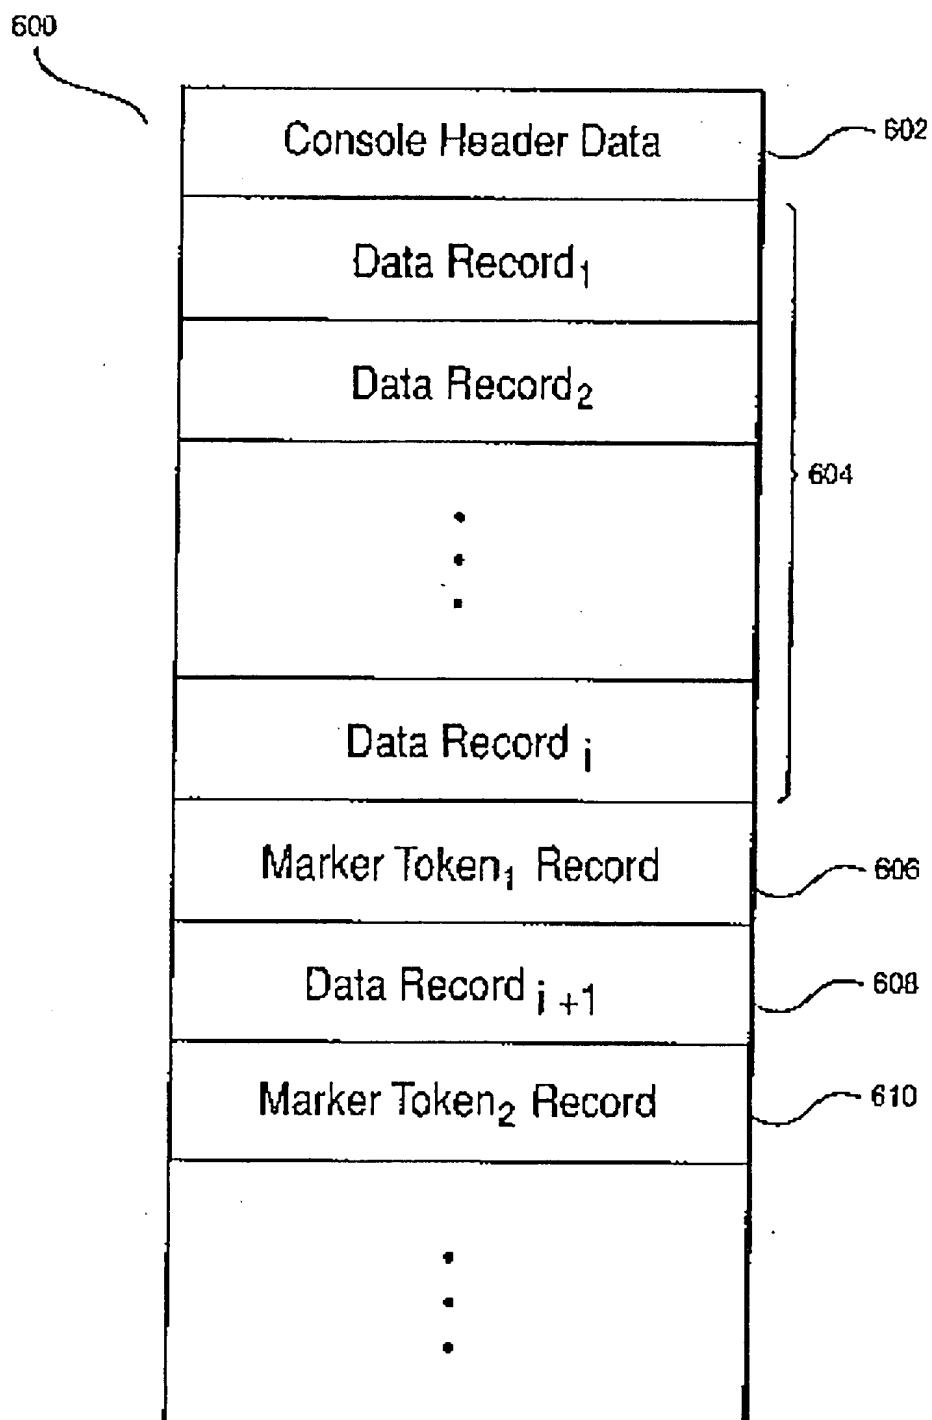 600
Console Header Data
602
Data Record1
Data Record2
604
Data Record i
Marker Token1 Record
606
Data Record i +1
608
Marker Token2 Record
610